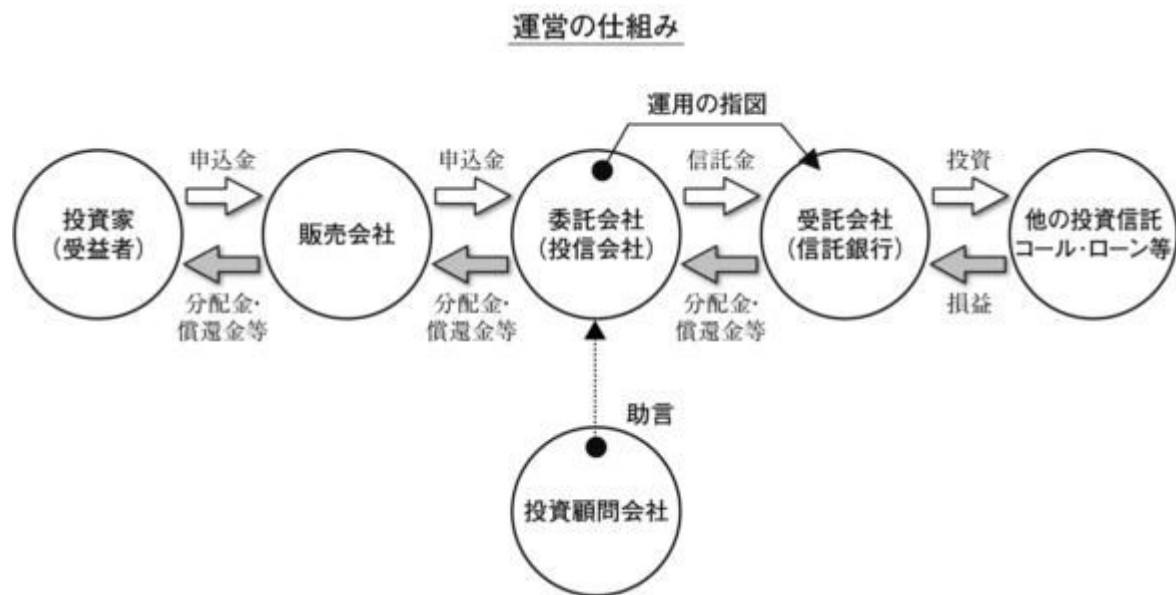 運営の仕組み
運用の指図
申込金
申込金
信託金
投資
投資家
(受益者)
販売会社
委託会社
(投信会社)
受託会社
(信託銀行)
他の投資信託
コール・ローン等
分配金・
償還金等
分配金・
償還金等
分配金・
償還金等
損益
助言
投資顧問会社